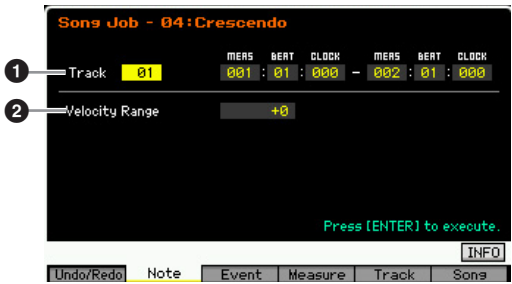 Song Job - 04:Crescendo
MEAS BEAT CLOCK MEAS BEAT CLOCK
1 Track 01 001 : 01 : 000 - 002 : 01 : 000
2 Velocity Range +0
Press [ENTER] to execute.
INFO
Undo/Redo Note Event Measure Track Song